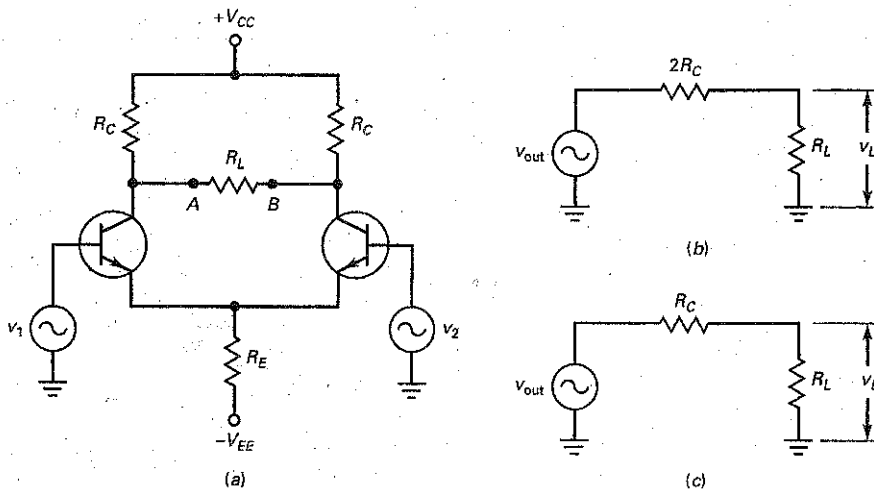 +V_CC
R_C
R_C
R_L
A
B
v_1
v_2
R_E
-V_EE
(a)
2R_C
v_out
R_L
v_L
(b)
R_C
v_out
R_L
v_L
(c)